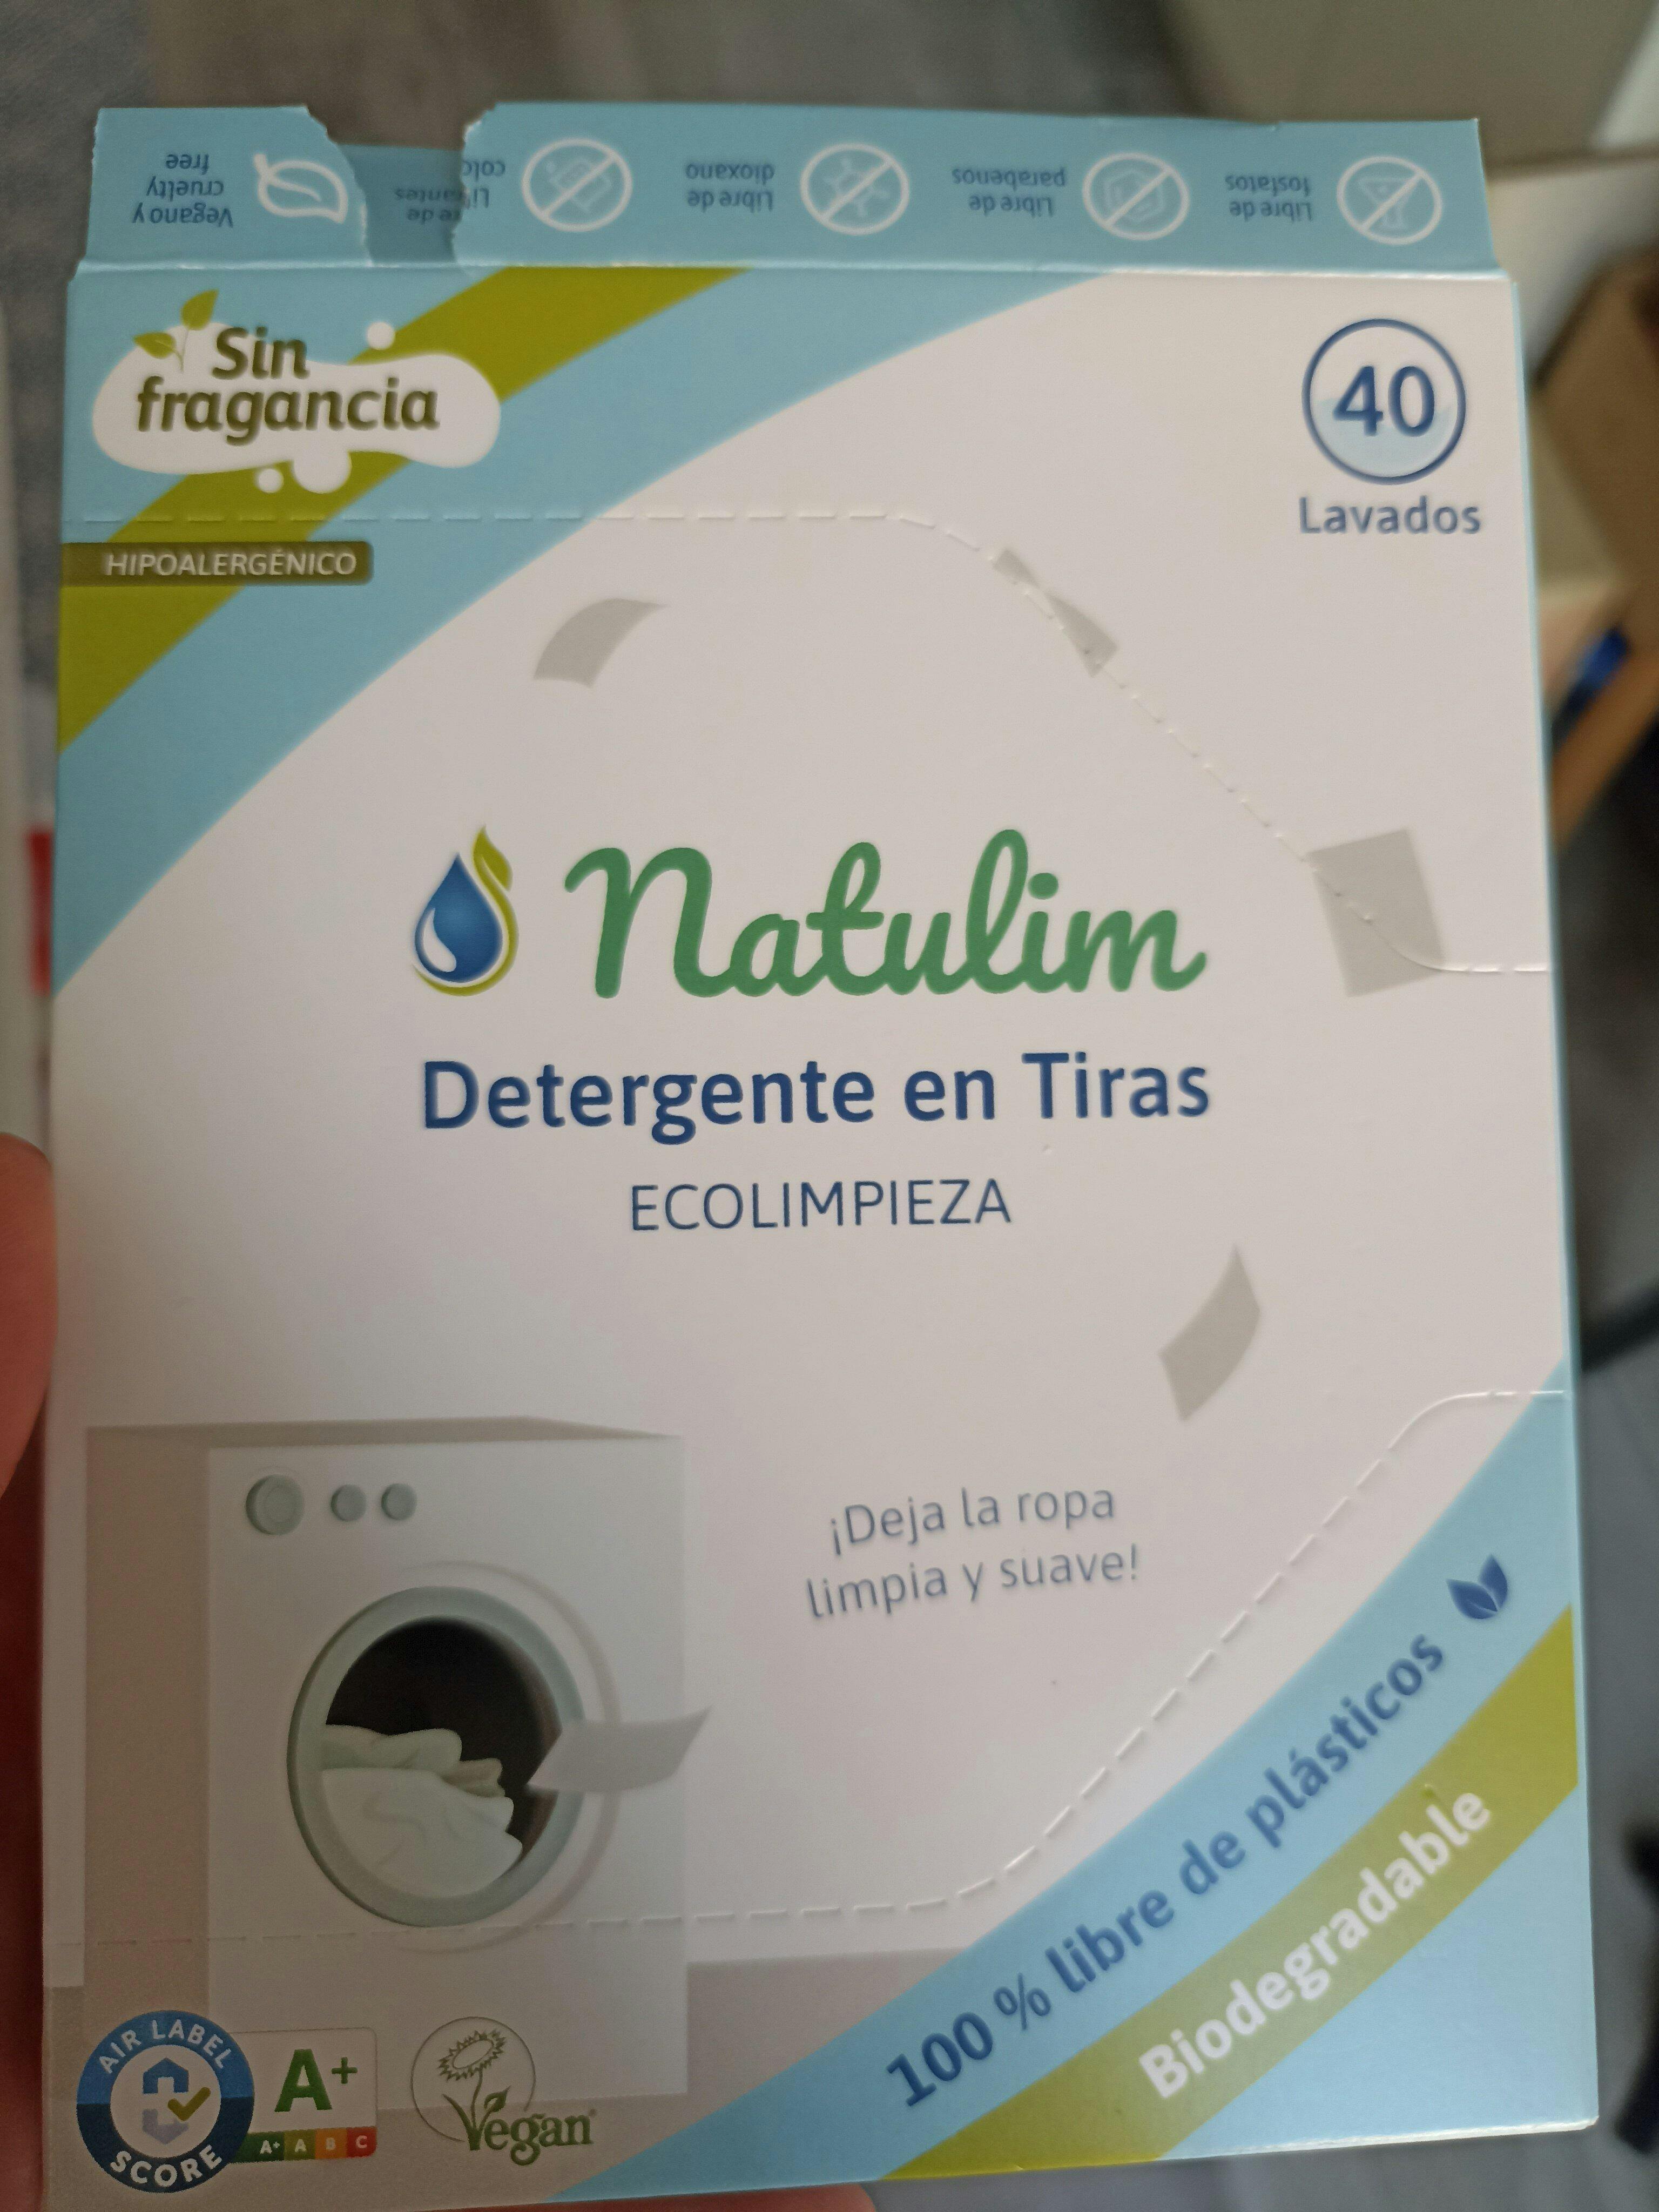 Vegano y
cruelty
free
Libre de
dioxano
Libre de
parabenos
Libre de
fosfatos
Sin
fragancia
HIPOALERGÉNICO
40
Lavados
Natulim
Detergente en Tiras
ECOLIMPIEZA
¡Deja la ropa
limpia y suave!
100 % libre de plásticos
Biodegradable
AIR LABEL
SCORE
A+
A+ A B C
Vegan